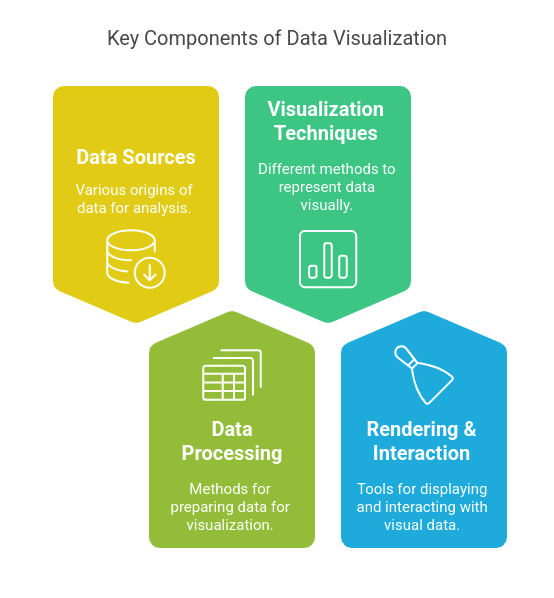 Key Components of Data Visualization
Data Sources
Various origins of
data for analysis.
Visualization
Techniques
Different methods to
represent data
visually.
Data
Processing
Methods for
preparing data for
visualization.
Rendering &
Interaction
Tools for displaying
and interacting with
visual data.